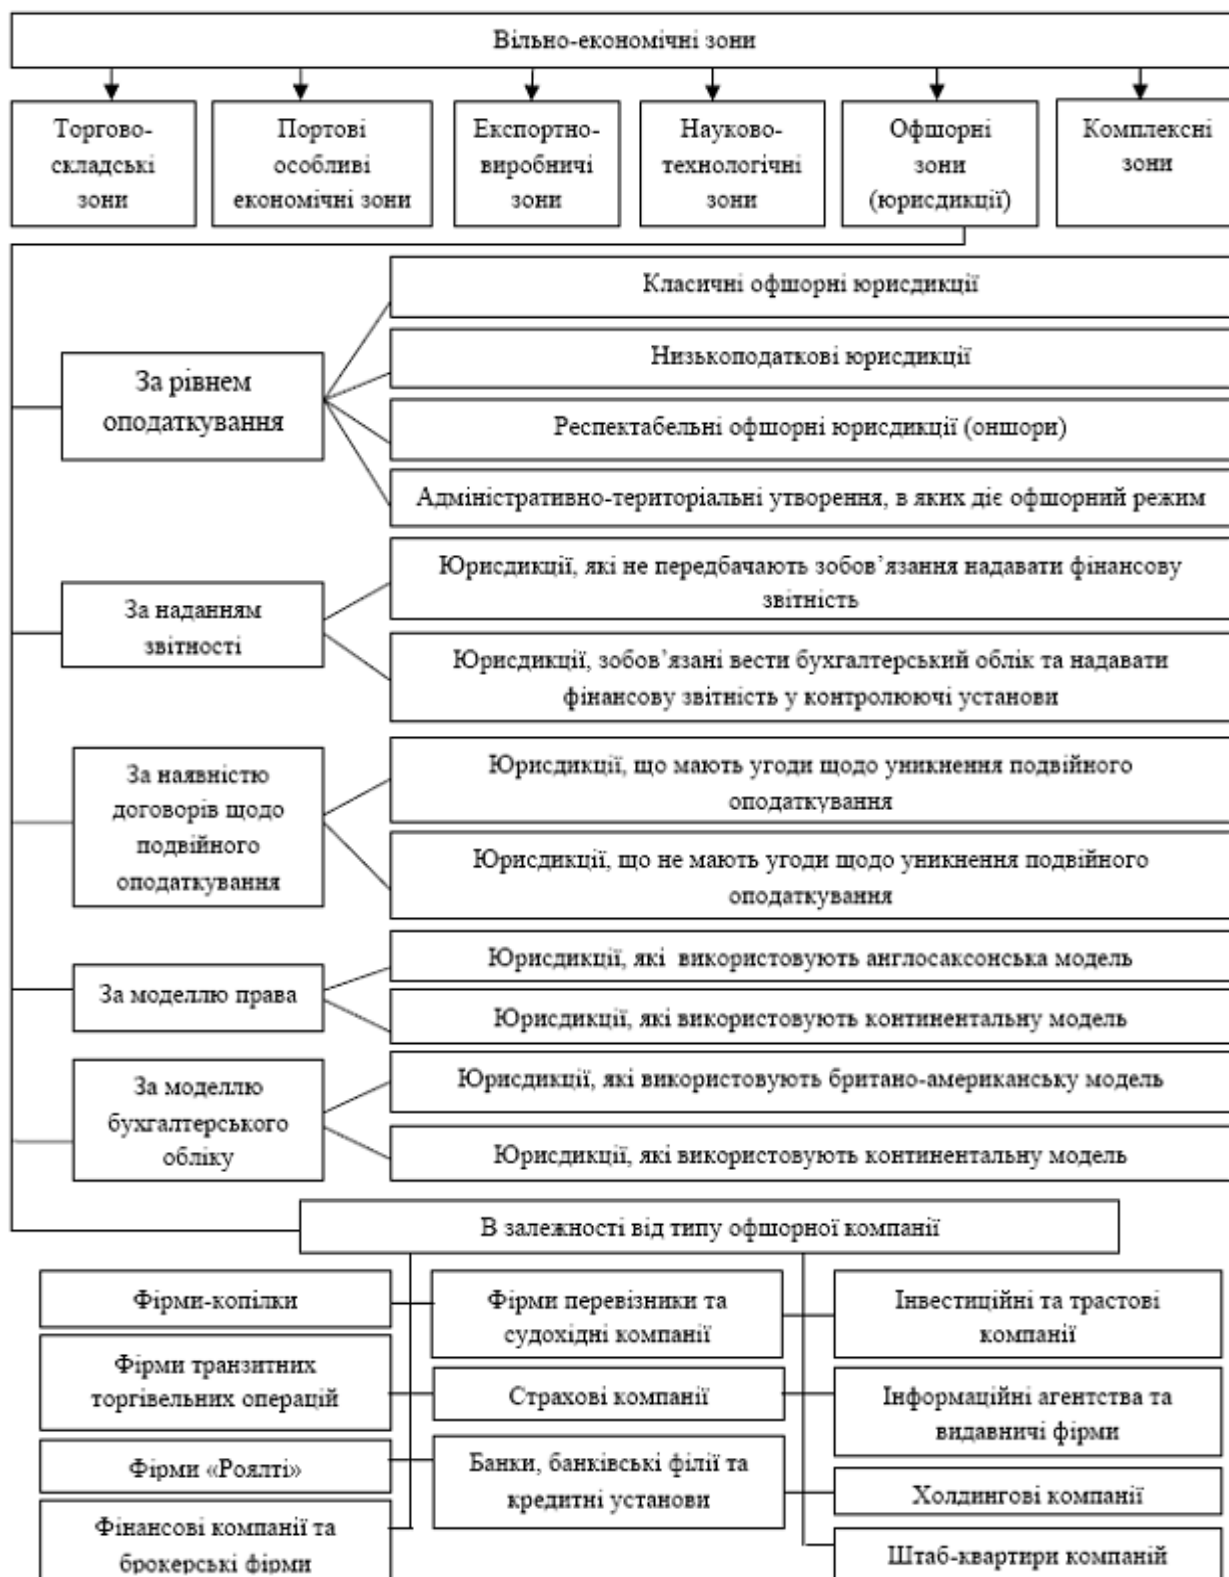 Вільно-економічні зони
Торгово-
складські
зони
Портові
особливі
економічні зони
Експортно-
виробничі
зони
Науково-
технологічні
зони
Офшорні
зони
(юрисдикції)
Комплексні
зони
За рівнем
оподаткування
Класичні офшорні юрисдикції
Низькоподаткові юрисдикції
Респектабельні офшорні юрисдикції (оншори)
Адміністративно-територіальні утворення, в яких діє офшорний режим
За наданням
звітності
Юрисдикції, які не передбачають зобов’язання надавати фінансову
звітність
Юрисдикції, зобов’язані вести бухгалтерський облік та надавати
фінансову звітність у контролюючі установи
За наявністю
договорів щодо
подвійного
оподаткування
Юрисдикції, що мають угоди щодо уникнення подвійного
оподаткування
Юрисдикції, що не мають угоди щодо уникнення подвійного
оподаткування
За моделлю права
Юрисдикції, які використовують англосаксонська модель
Юрисдикції, які використовують континентальну модель
За моделлю
бухгалтерського
обліку
Юрисдикції, які використовують британо-американську модель
Юрисдикції, які використовують континентальну модель
В залежності від типу офшорної компанії
Фірми-копілки
Фірми транзитних
торгівельних операцій
Фірми «Роялті»
Фінансові компанії та
брокерські фірми
Фірми перевізники та
судохідні компанії
Страхові компанії
Банки, банківські філії та
кредитні установи
Інвестиційні та трастові
компанії
Інформаційні агентства та
видавничі фірми
Холдингові компанії
Штаб-квартири компаній